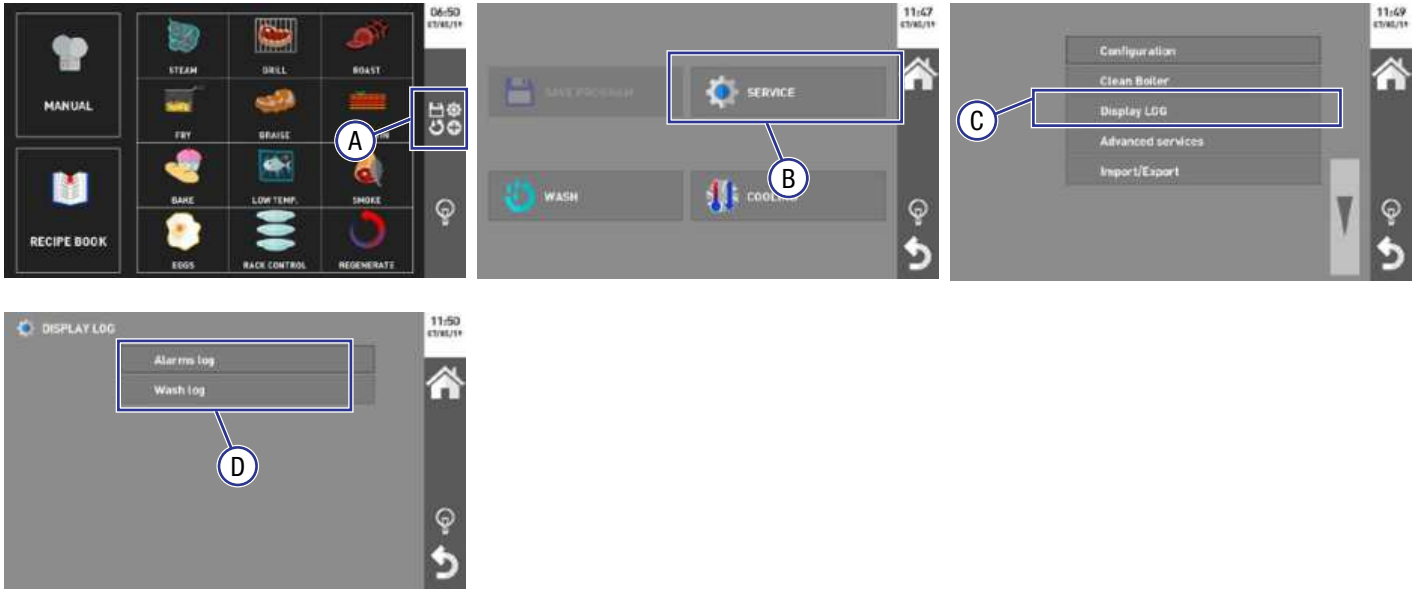 06:50
STEAM
GRILL
ROAST
MANUAL
FRY
BRAISE
A
BAKE
LOW TEMP.
SMOKE
RECIPE BOOK
EGGS
RACK CONTROL
REGENERATE
11:47
SAVE PROGRAM
SERVICE
B
WASH
11:49
Configuration
Clean Boiler
Display LOG
C
Advanced services
Import/Export
DISPLAY LOG
11:50
Alarms log
Wash log
D